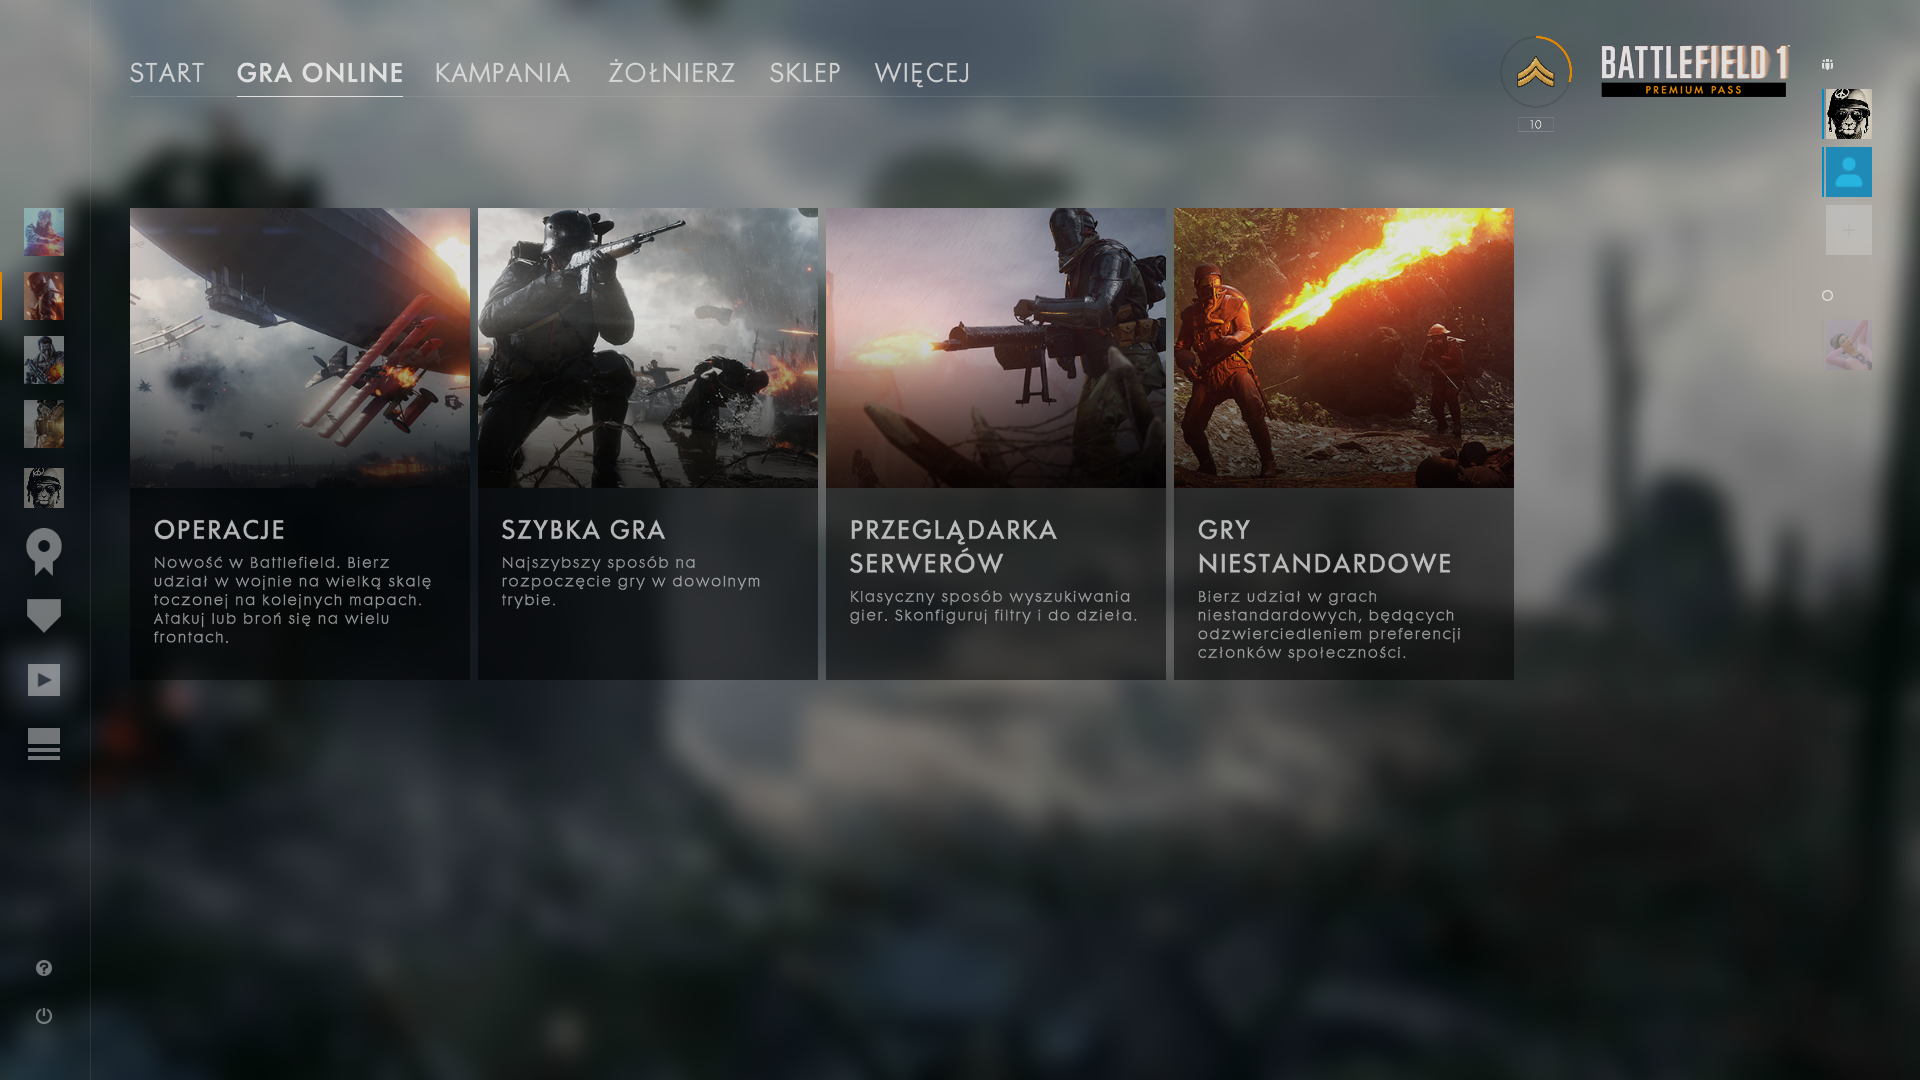 START GRA ONLINE KAMPANIA ŻOŁNIERZ SKLEP WIĘCEJ
BATTLEFIELD 1
PREMIUM PASS
10
OPERACJE
Nowość w Battlefield. Bierz
udział w wojnie na wielką skalę
toczonej na kolejnych mapach.
Atakuj lub broń się na wielu
frontach.
SZYBKA GRA
Najszybszy sposób na
rozpoczęcie gry w dowolnym
trybie.
PRZEGLĄDARKA
SERWERÓW
Klasyczny sposób wyszukiwania
gier. Skonfiguruj filtry i do dzieła.
GRY
NIESTANDARDOWE
Bierz udział w grach
niestandardowych, będących
odzwierciedleniem preferencji
członków społeczności.